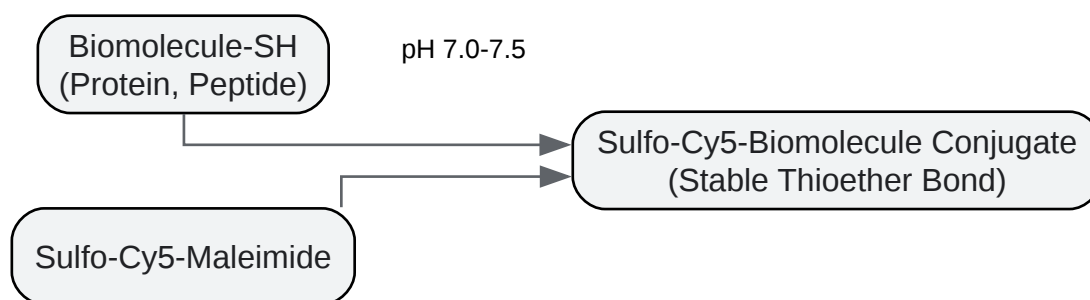 Biomolecule-SH
(Protein, Peptide)
pH 7.0-7.5
Sulfo-Cy5-Biomolecule Conjugate
(Stable Thioether Bond)
Sulfo-Cy5-Maleimide